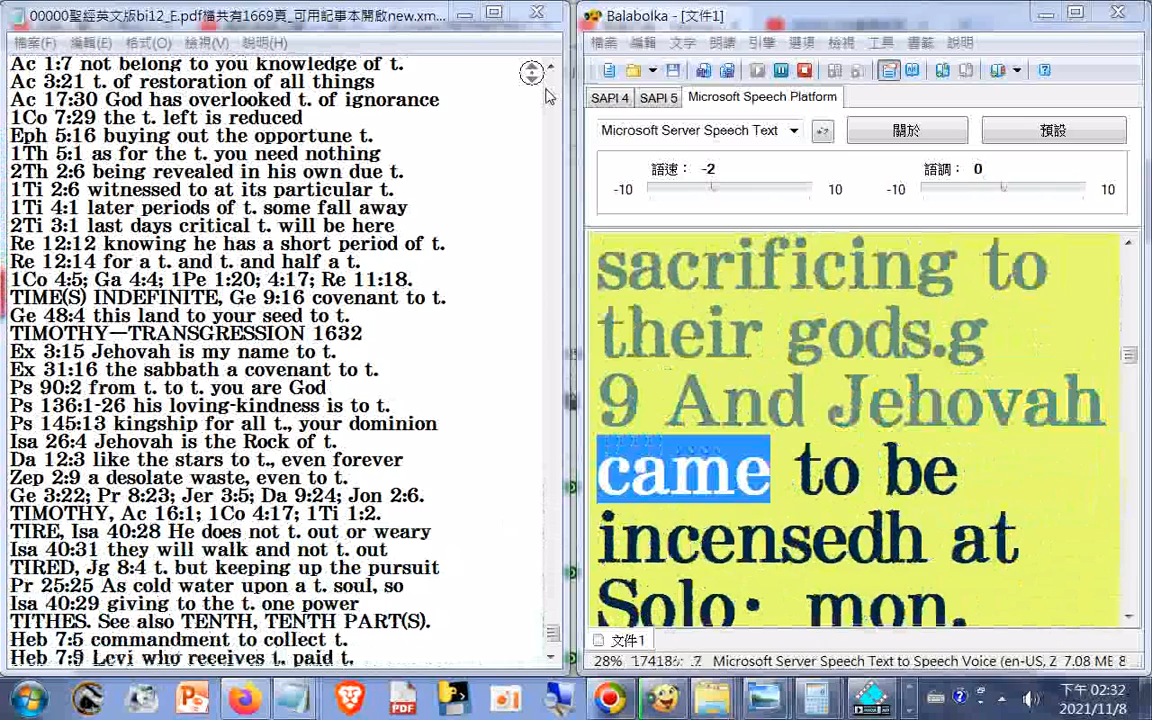 00000聖經英文版bi12_E.pdf檔共有1669頁_可用記事本開啟new.xm...
檔案(F) 編輯(E) 格式(O) 檢視(V) 說明(H)
Ac 1:7 not belong to you knowledge of t.
Ac 3:21 t. of restoration of all things
Ac 17:30 God has overlooked t. of ignorance
1Co 7:29 the t. left is reduced
Eph 5:16 buying out the opportune t.
1Th 5:1 as for the t. you need nothing
2Th 2:6 being revealed in his own due t.
1Ti 2:6 witnessed to at its particular t.
1Ti 4:1 later periods of t. some fall away
2Ti 3:1 last days critical t. will be here
Re 12:12 knowing he has a short period of t.
Re 12:14 for a t. and t. and half a t.
1Co 4:5; Ga 4:4; 1Pe 1:20; 4:17; Re 11:18.
TIME(S) INDEFINITE, Ge 9:16 covenant to t.
Ge 48:4 this land to your seed to t.
TIMOTHY—TRANSGRESSION 1632
Ex 3:15 Jehovah is my name to t.
Ex 31:16 the sabbath a covenant to t.
Ps 90:2 from t. to t. you are God
Ps 136:1-26 his loving-kindness is to t.
Ps 145:13 kingship for all t., your dominion
Isa 26:4 Jehovah is the Rock of t.
Da 12:3 like the stars to t., even forever
Zep 2:9 a desolate waste, even to t.
Ge 3:22; Pr 8:23; Jer 3:5; Da 9:24; Jon 2:6.
TIMOTHY, Ac 16:1; 1Co 4:17; 1Ti 1:2.
TIRE, Isa 40:28 He does not t. out or weary
Isa 40:31 they will walk and not t. out
TIRED, Jg 8:4 t. but keeping up the pursuit
Pr 25:25 As cold water upon a t. soul, so
Isa 40:29 giving to the t. one power
TITHES. See also TENTH, TENTH PART(S).
Heb 7:5 commandment to collect t.
Heb 7:9 Levi who receives t. paid t.
Balabolka - [文件1]
檔案 編輯 文字 朗讀 引擎 選項 檢視 工具 書籤 說明
SAPI 4 SAPI 5 Microsoft Speech Platform
Microsoft Server Speech Text 關於 預設
語速： -2 語調： 0
-10 10 -10 10
sacrificing to
their gods.g
9 And Jehovah
came to be
incensedh at
Solo· mon,
文件1
28% Microsoft Server Speech Text to Speech Voice (en-US, Z 7.08 MB 8
PDF
下午 02:32
2021/11/8